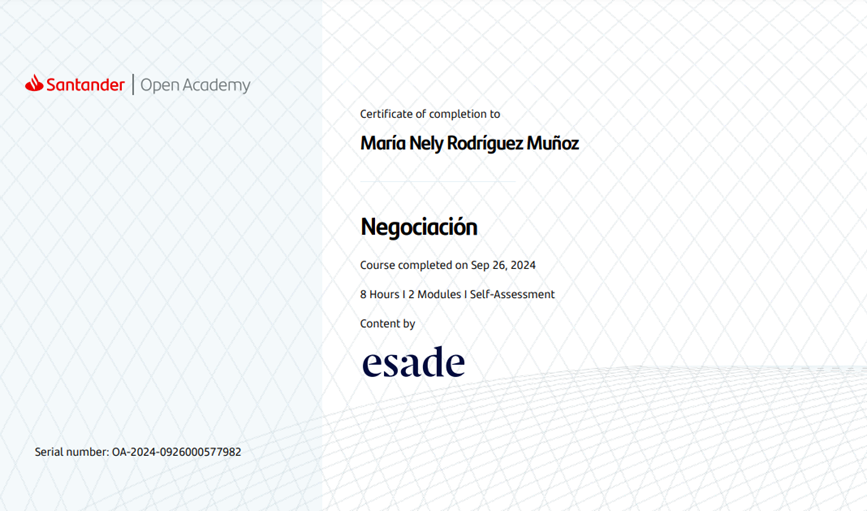 Santander | Open Academy
Certificate of completion to
María Nely Rodríguez Muñoz
Negociación
Course completed on Sep 26, 2024
8 Hours I 2 Modules I Self-Assessment
Content by
esade
Serial number: OA-2024-0926000577982